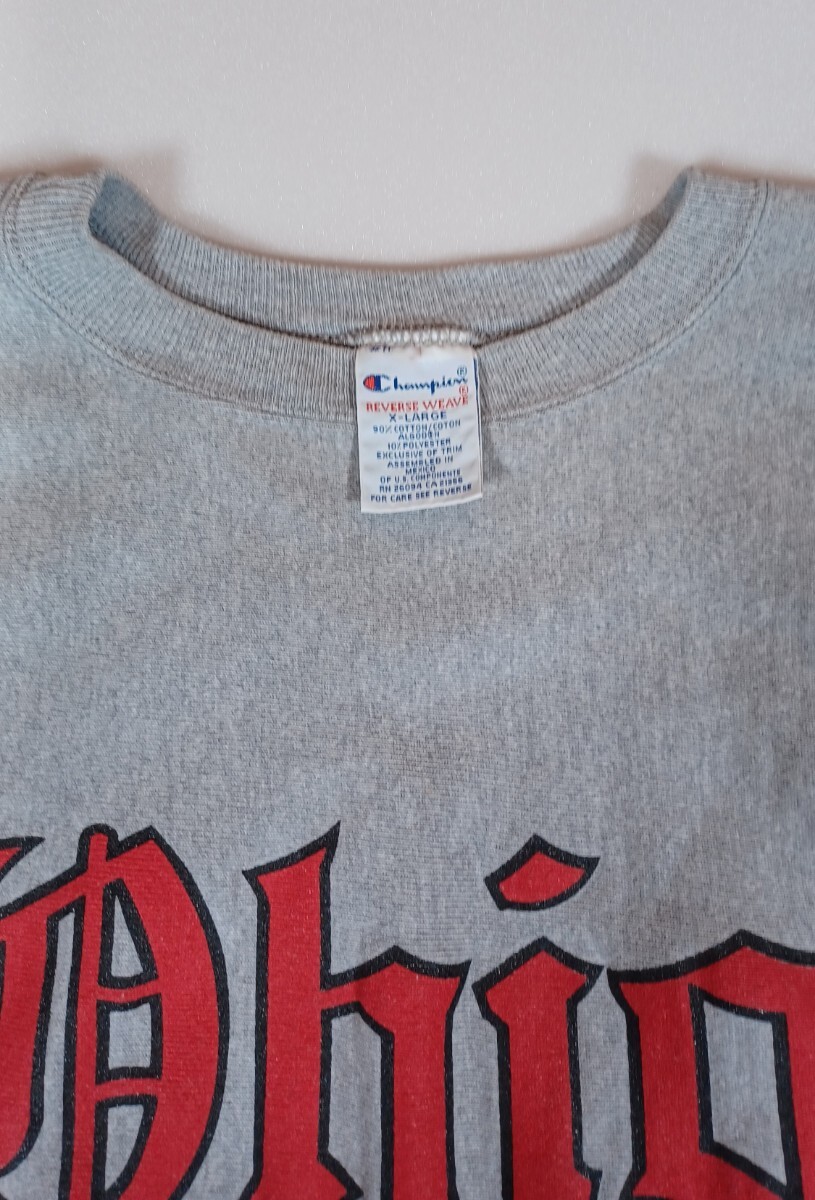 Champion®
REVERSE WEAVE®
X-LARGE
90% COTTON/COTON
ALGODON
10% POLYESTER
EXCLUSIVE OF TRIM
ASSEMBLED IN
MEXICO
OF U.S. COMPONENTS
RN 26094 CA 21956
FOR CARE SEE REVERSE
Ohio